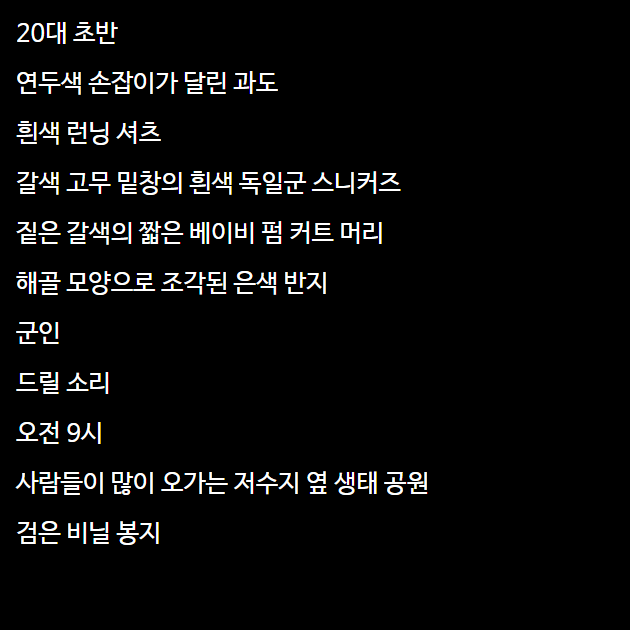 20대 초반
연두색 손잡이가 달린 과도
흰색 런닝 셔츠
갈색 고무 밑창의 흰색 독일군 스니커즈
짙은 갈색의 짧은 베이비 펌 커트 머리
해골 모양으로 조각된 은색 반지
군인
드릴 소리
오전 9시
사람들이 많이 오가는 저수지 옆 생태 공원
검은 비닐 봉지